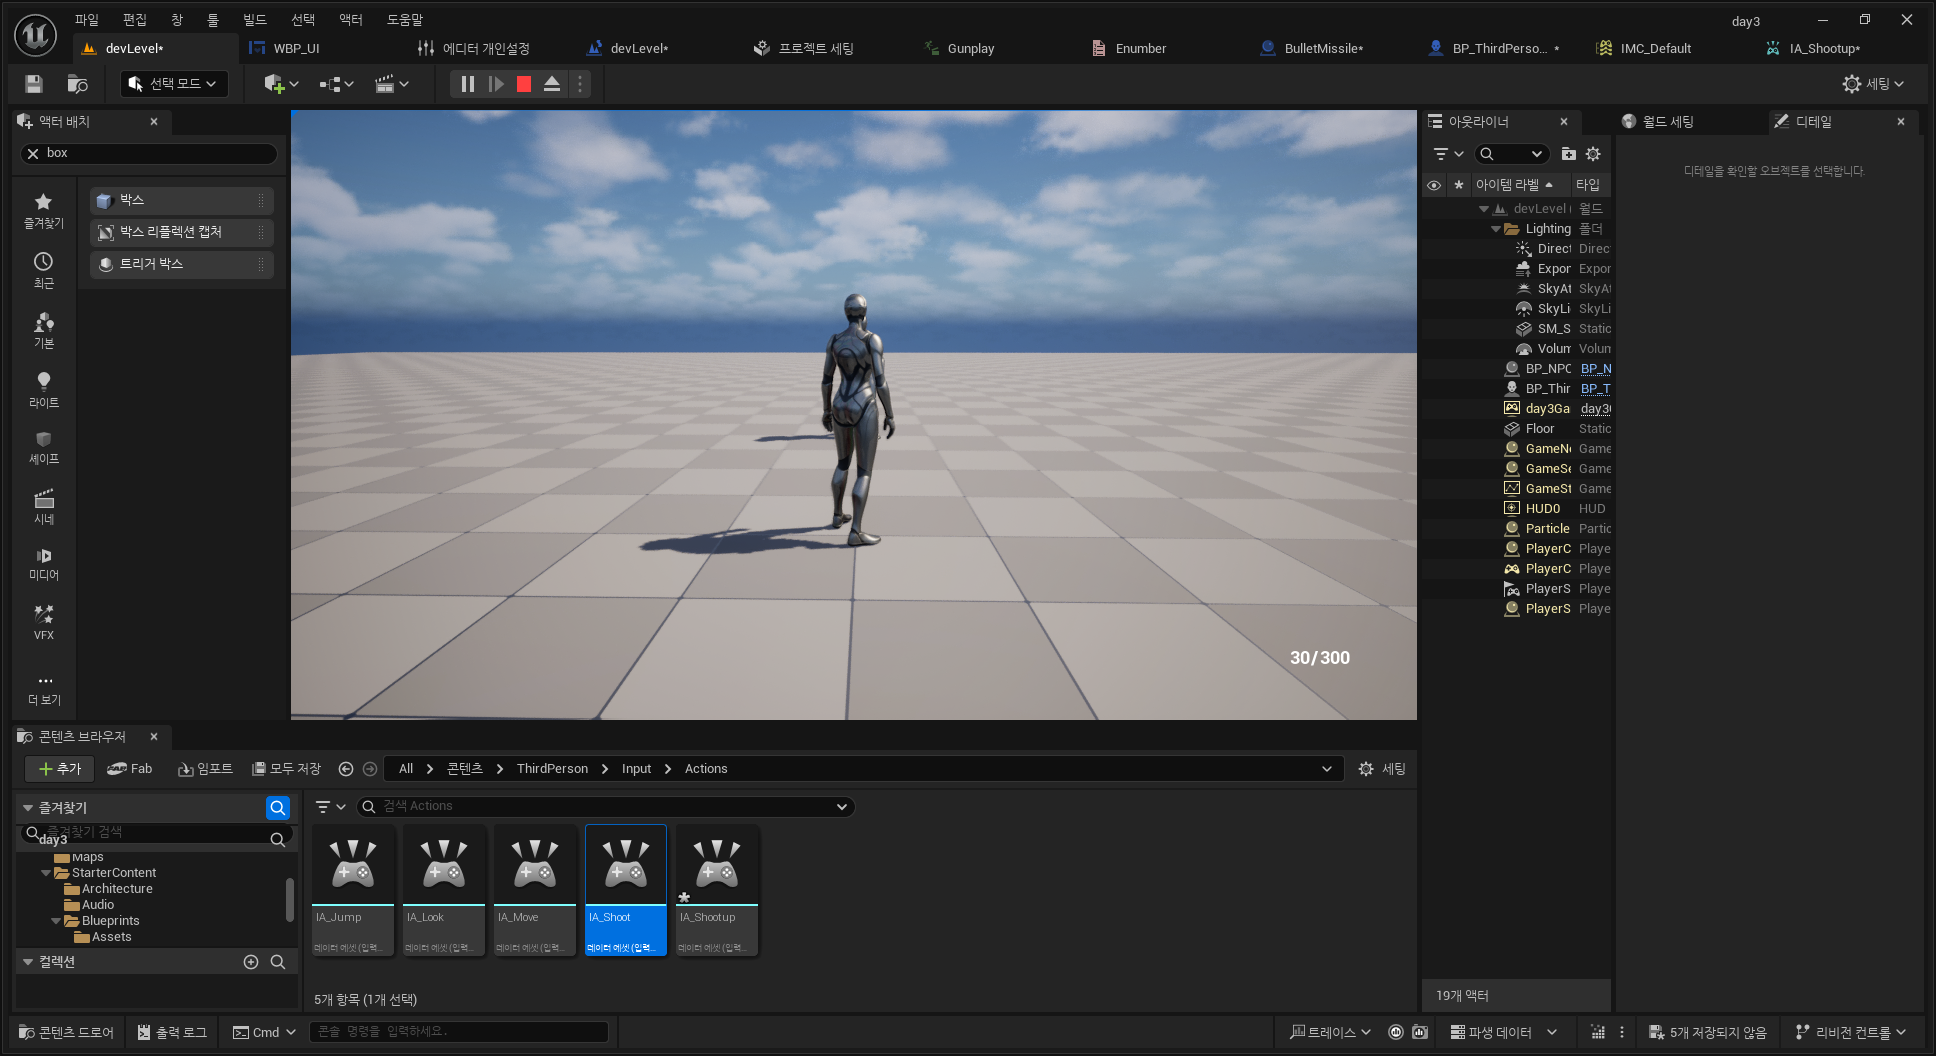 파일 편집 창 툴 빌드 선택 액터 도움말
day3
devLevel*
WBP_UI
에디터 개인설정
devLevel*
프로젝트 세팅
Gunplay
Enumber
BulletMissile*
BP_ThirdPerso... *
IMC_Default
IA_Shootup*
선택 모드
세팅
액터 배치
box
즐겨찾기
최근
기본
라이트
셰이프
시네
미디어
VFX
더 보기
박스
박스 리플렉션 캡처
트리거 박스
30/300
아웃라이너
아이템 라벨 타입
devLevel ( 월드
Lighting 폴더
Direct Direc
Expon Expor
SkyAt SkyAt
SkyLi SkyLi
SM_S Static
Volum Volum
BP_NPC BP_N
BP_Thir BP_T
day3Ga day3(
Floor Static
GameNe Game
GameSe Game
GameSt Game
HUD0 HUD
Particle Partic
PlayerC Playe
PlayerC Playe
PlayerS Playe
PlayerS Playe
19개 액터
월드 세팅
디테일
디테일을 확인할 오브젝트를 선택합니다.
콘텐츠 브라우저
추가
Fab
임포트
모두 저장
All 콘텐츠 ThirdPerson Input Actions
세팅
즐겨찾기
즐겨찾기 검색
day3
Maps
StarterContent
Architecture
Audio
Blueprints
Assets
컬렉션
검색 Actions
IA_Jump
데이터 에셋 (입력...
IA_Look
데이터 에셋 (입력...
IA_Move
데이터 에셋 (입력...
IA_Shoot
데이터 에셋 (입력...
IA_Shootup
데이터 에셋 (입력...
5개 항목 (1개 선택)
콘텐츠 드로어
출력 로그
Cmd
콘솔 명령을 입력하세요.
트레이스
파생 데이터
5개 저장되지 않음
리비전 컨트롤